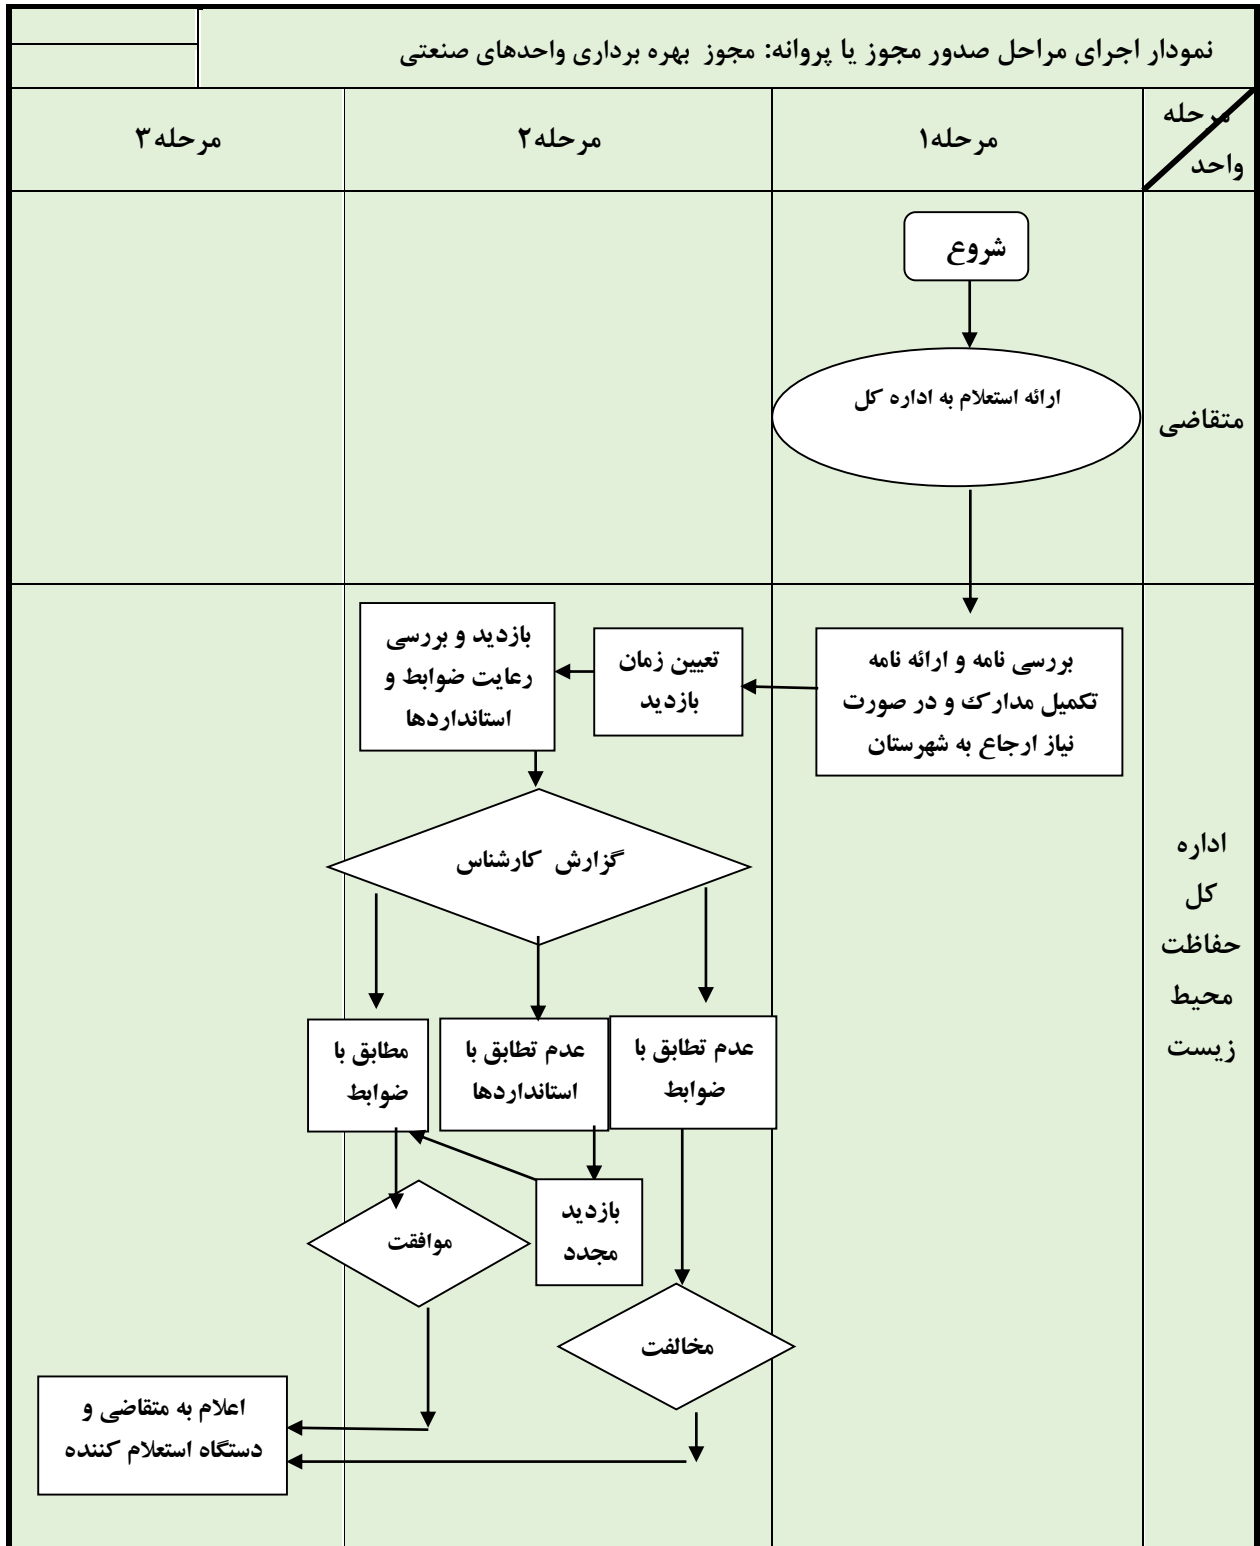 نمودار اجرای مراحل صدور مجوز یا پروانه: مجوز بهره برداری واحدهای صنعتی
مرحله
واحد
مرحله۱
مرحله۲
مرحله۳
متقاضی
شروع
ارائه استعلام به اداره کل
اداره
کل
حفاظت
محیط
زیست
بررسی نامه و ارائه نامه
تکمیل مدارک و در صورت
نیاز ارجاع به شهرستان
تعیین زمان
بازدید
بازدید و بررسی
رعایت ضوابط و
استانداردها
گزارش کارشناس
عدم تطابق با
ضوابط
عدم تطابق با
استانداردها
مطابق با
ضوابط
بازدید
مجدد
موافقت
مخالفت
اعلام به متقاضی و
دستگاه استعلام کننده